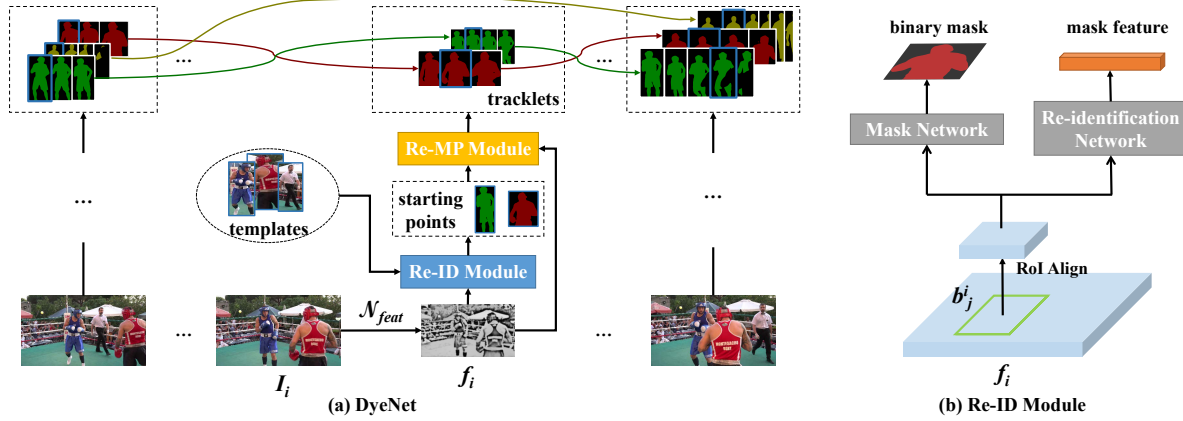 ...
...
tracklets
Re-MP Module
starting
points
templates
Re-ID Module
...
...
N_feat
...
...
I_i
f_i
(a) DyeNet
binary mask
mask feature
Mask Network
Re-identification
Network
RoI Align
b^i_j
f_i
(b) Re-ID Module